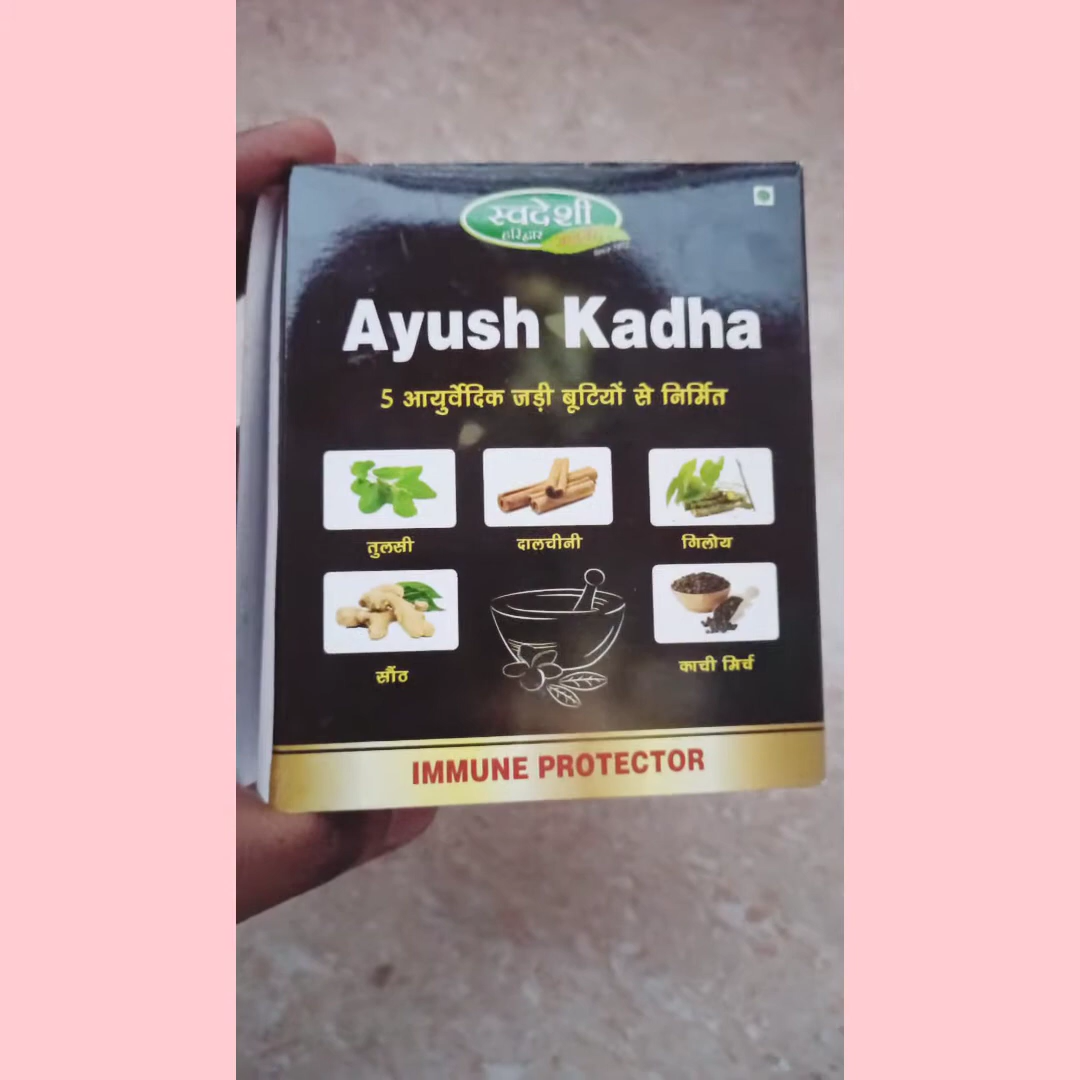 स्वदेशी
हरिद्वार
Ayush Kadha
5 आयुर्वेदिक जड़ी बूटियों से निर्मित
तुलसी दालचीनी गिलोय
सौंठ काची मिर्च
IMMUNE PROTECTOR